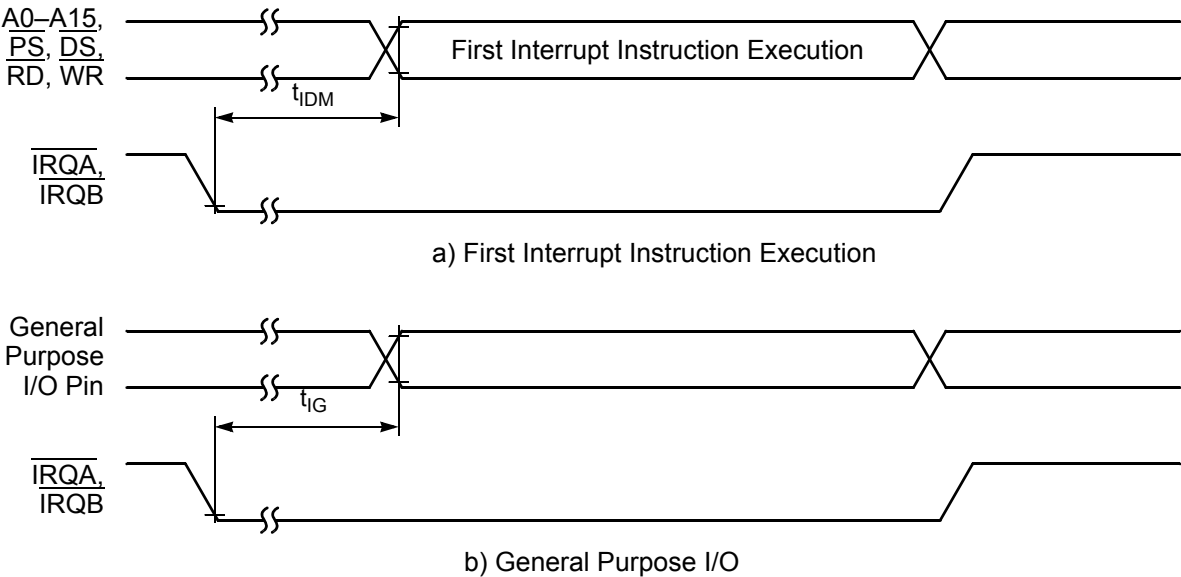 A0–A15,
PS, DS,
RD, WR
First Interrupt Instruction Execution
tIDM
IRQA,
IRQB
a) First Interrupt Instruction Execution
General
Purpose
I/O Pin
tIG
IRQA,
IRQB
b) General Purpose I/O